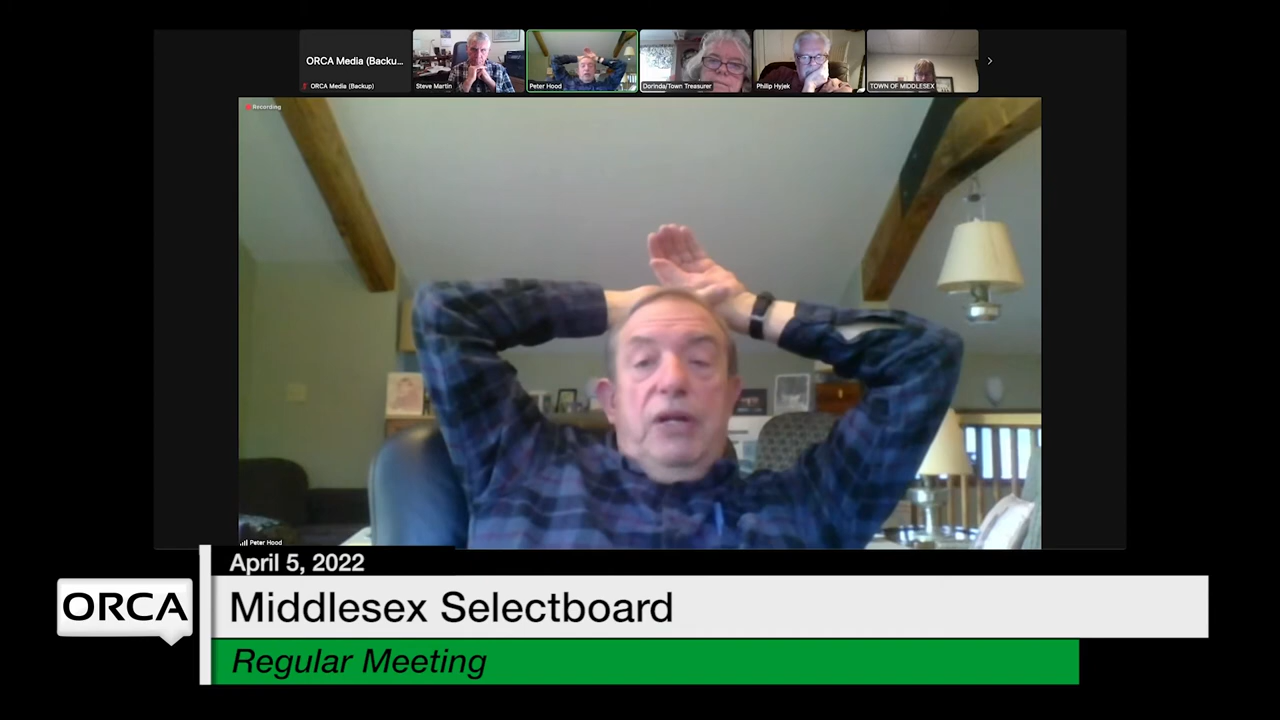 ORCA Media (Backu...
ORCA Media (Backup)
Steve Martin
Peter Hood
Dorinda/Town Treasurer
Philip Hyjek
TOWN OF MIDDLESEX
Recording
Peter Hood
April 5, 2022
ORCA
Middlesex Selectboard
Regular Meeting